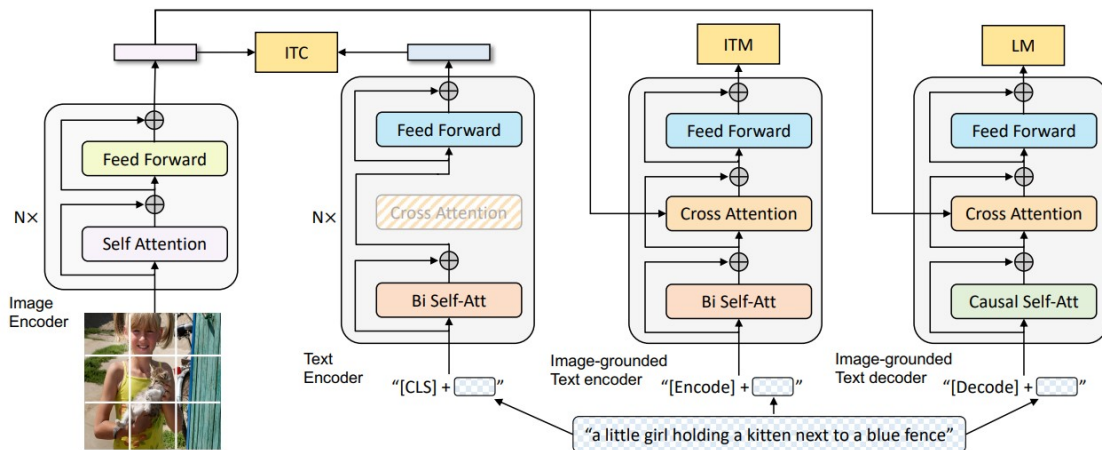 ITC
ITM
LM
Feed Forward
Self Attention
N×
Image
Encoder
Feed Forward
Cross Attention
Bi Self-Att
N×
Text
Encoder
"[CLS] + "
Feed Forward
Cross Attention
Bi Self-Att
Image-grounded
Text encoder
"[Encode] + "
Feed Forward
Cross Attention
Causal Self-Att
Image-grounded
Text decoder
"[Decode] + "
"a little girl holding a kitten next to a blue fence"